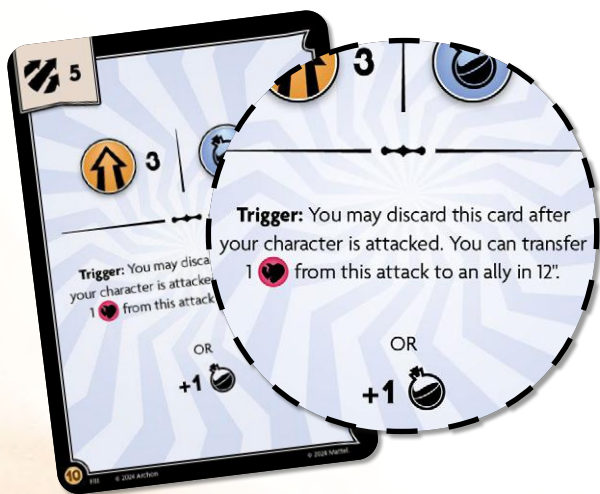 5
3
Trigger: You may disca
your character is attacke
1 from this attack
OR
+1
10
© 2024 Archon
© 2024 Mattel
3
Trigger: You may discard this card after
your character is attacked. You can transfer
1 from this attack to an ally in 12".
OR
+1